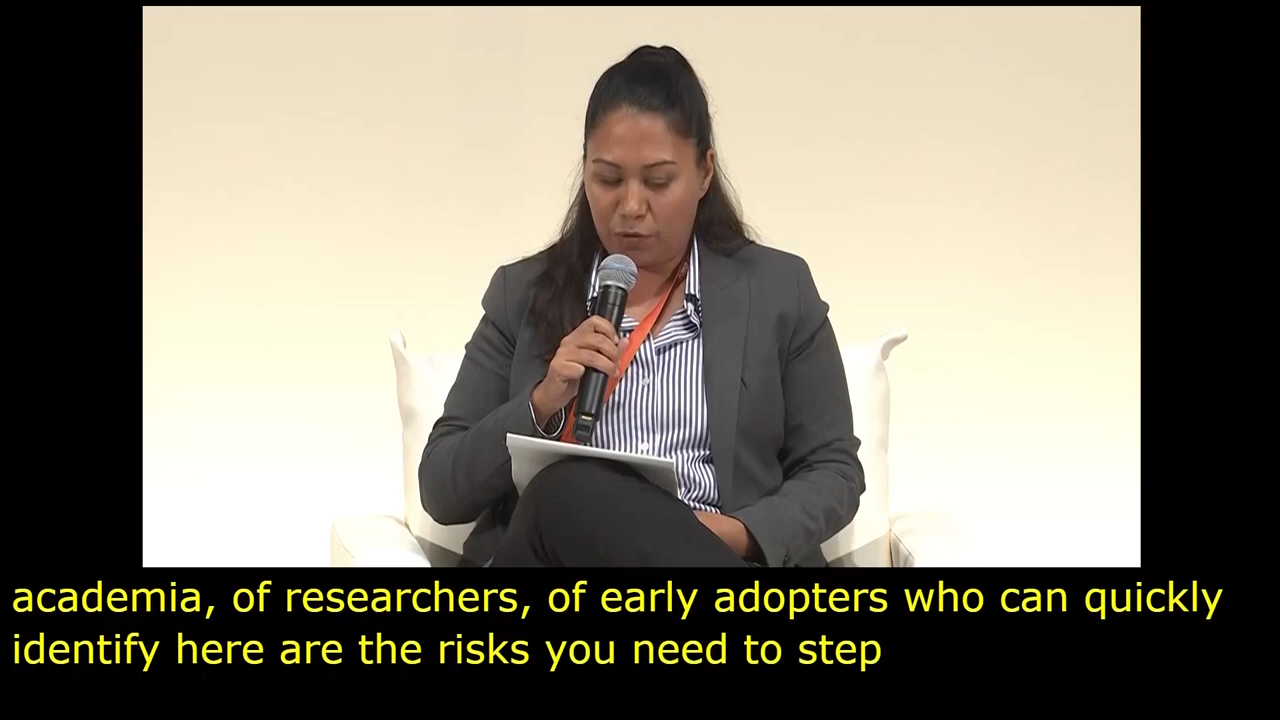 academia, of researchers, of early adopters who can quickly
identify here are the risks you need to step